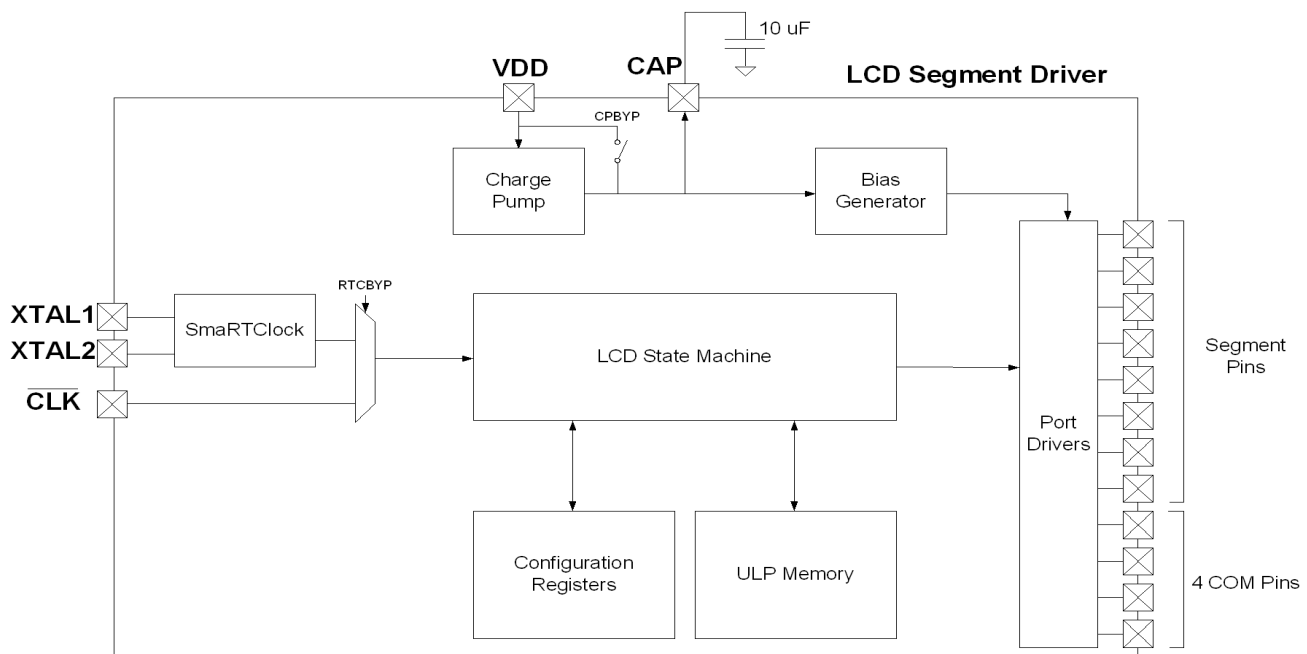 10 uF
VDD
CAP
LCD Segment Driver
CPBYP
Charge
Pump
Bias
Generator
XTAL1
XTAL2
CLK
SmaRTClock
RTCBYP
LCD State Machine
Port
Drivers
Segment
Pins
Configuration
Registers
ULP Memory
4 COM Pins